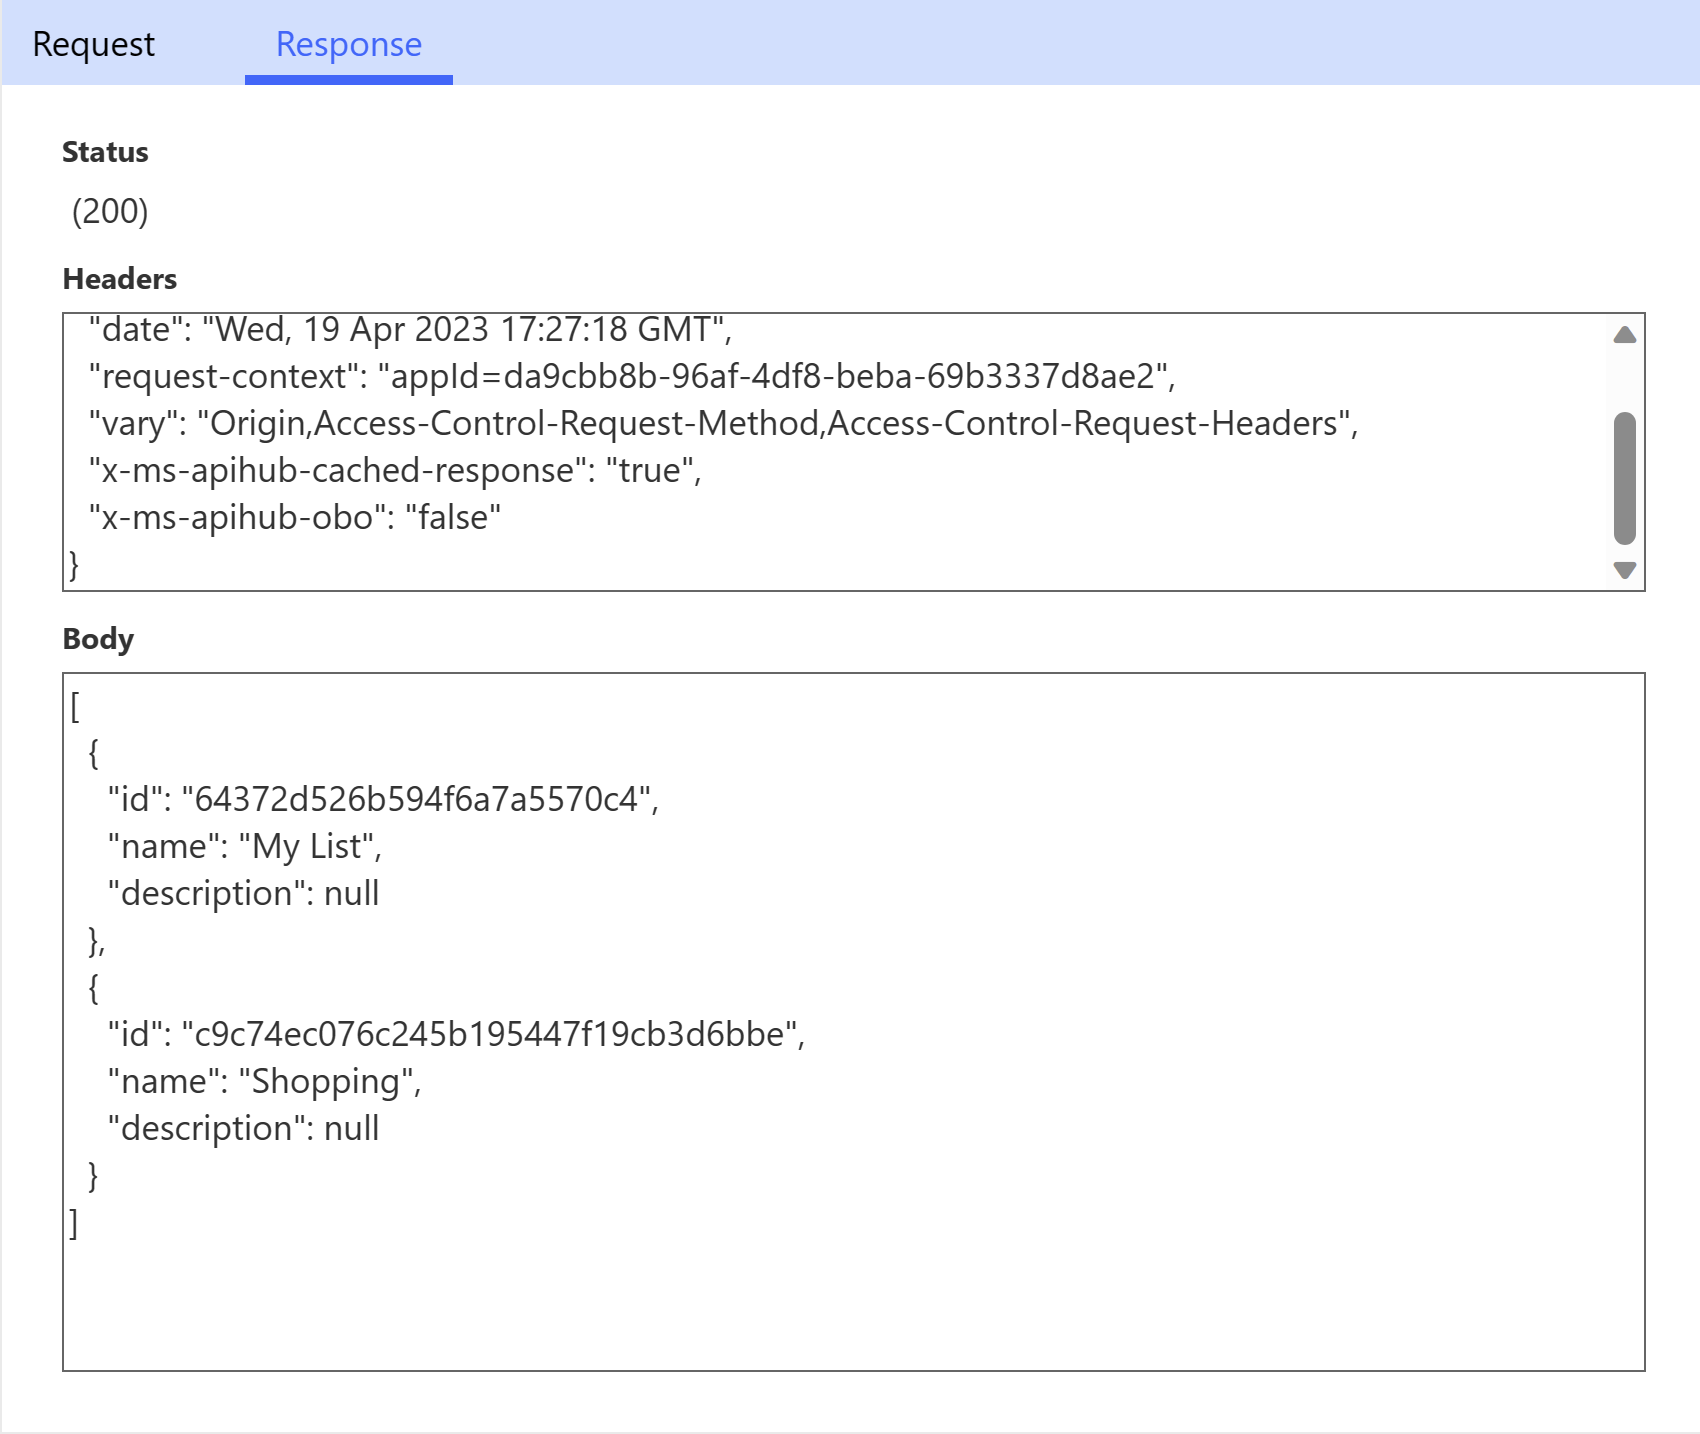 Request Response
Status
(200)
Headers
"date": "Wed, 19 Apr 2023 17:27:18 GMT",
"request-context": "appId=da9cbb8b-96af-4df8-beba-69b3337d8ae2",
"vary": "Origin,Access-Control-Request-Method,Access-Control-Request-Headers",
"x-ms-apihub-cached-response": "true",
"x-ms-apihub-obo": "false"
}
Body
[
{
"id": "64372d526b594f6a7a5570c4",
"name": "My List",
"description": null
},
{
"id": "c9c74ec076c245b195447f19cb3d6bbe",
"name": "Shopping",
"description": null
}
]